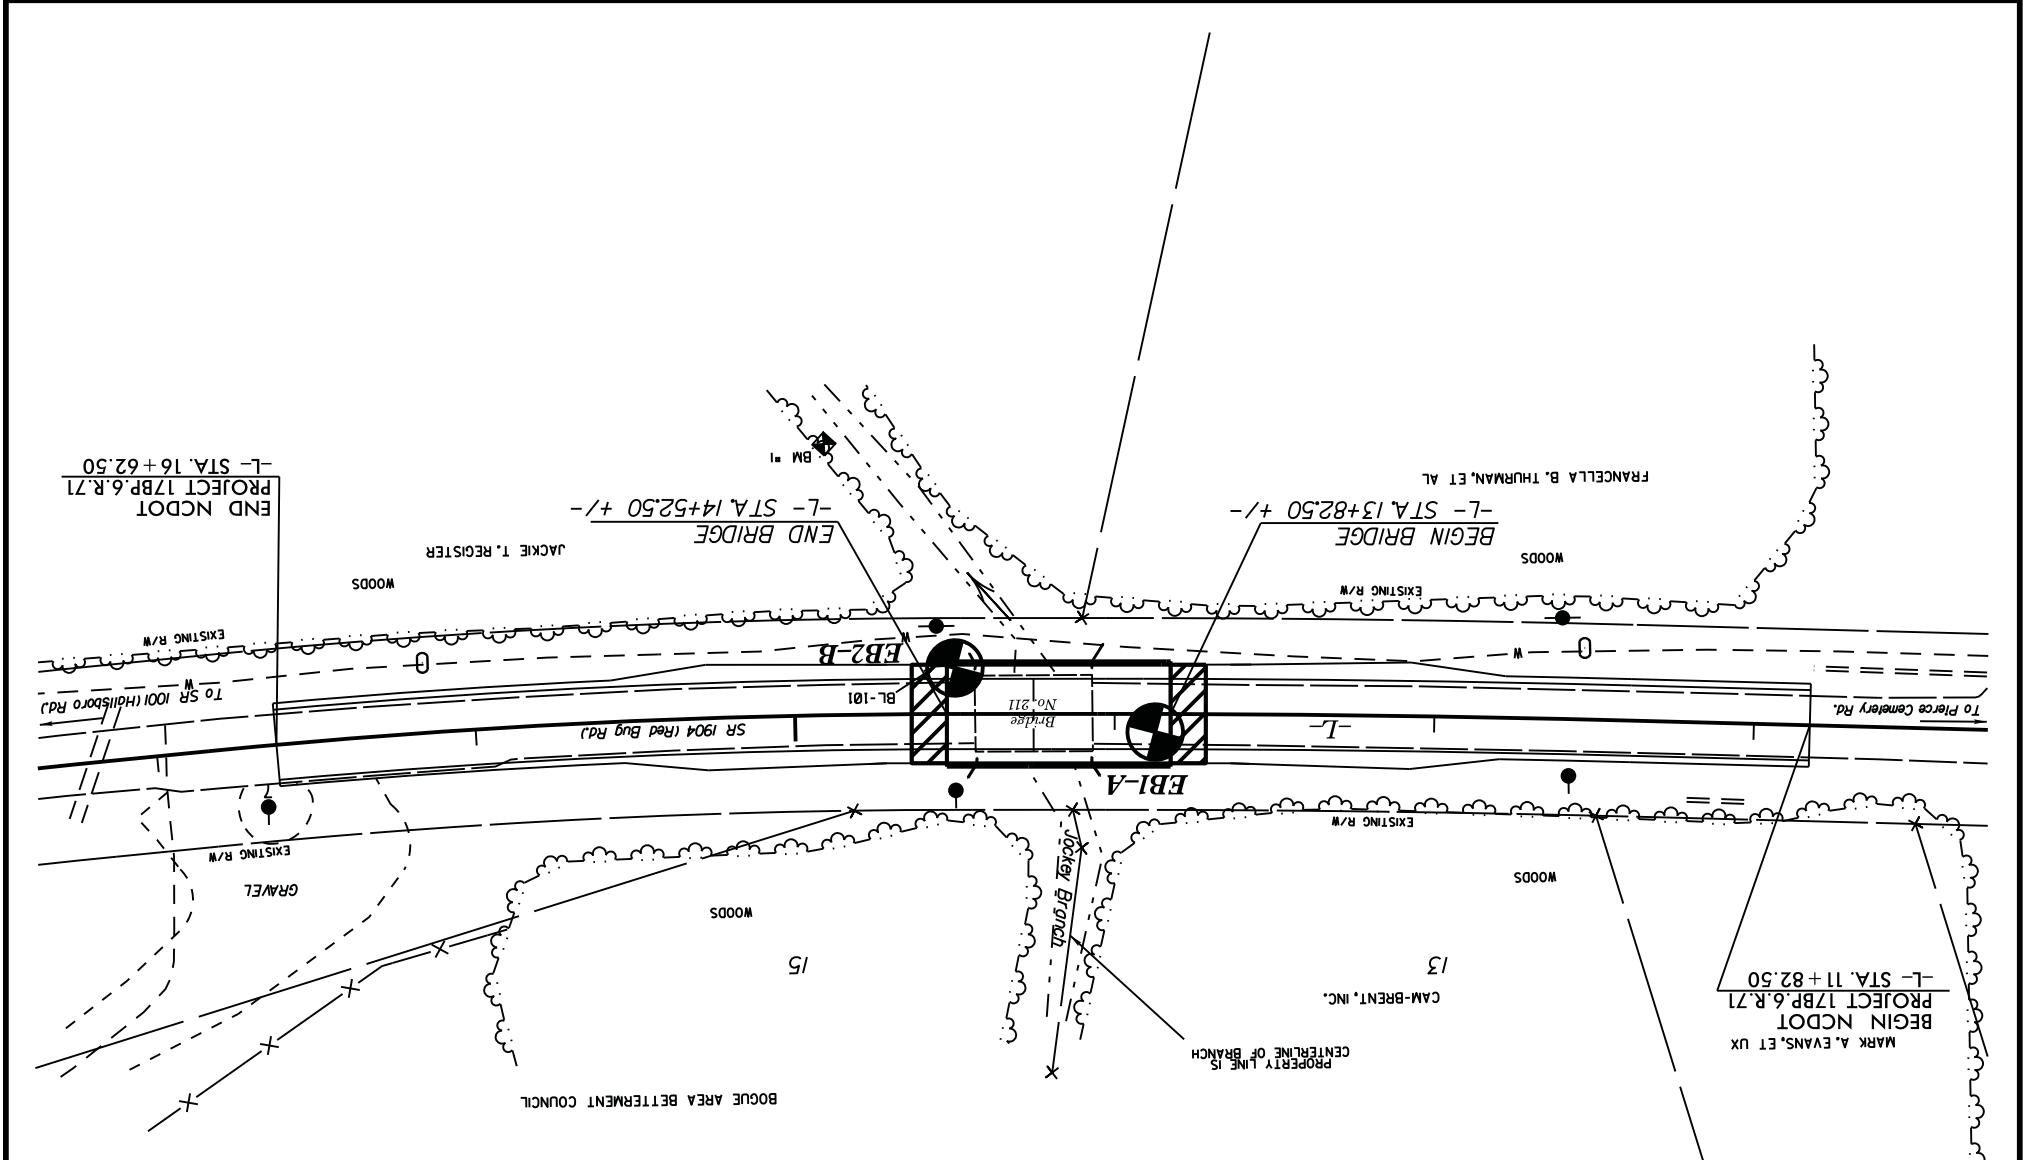 MARK A. EVANS, ET UX
BEGIN NCDOT
PROJECT 17BP.6.R.71
-L- STA. 11+82.50
PROPERTY LINE IS
CENTERLINE OF BRANCH
BOGUE AREA BETTERMENT COUNCIL
CAM-BRENT, INC.
13
15
WOODS
WOODS
Jockey Branch
GRAVEL
EXISTING R/W
EXISTING R/W
EB1-A
To Pierce Cemetery Rd.
-L-
Bridge
No. 211
SR 1904 (Red Bug Rd.)
To SR 1001 (Hallsboro Rd.)
BL-101
EB2-B
W
W
W
EXISTING R/W
EXISTING R/W
WOODS
WOODS
BEGIN BRIDGE
-L- STA. 13+82.50 +/-
END BRIDGE
-L- STA. 14+52.50 +/-
JACKIE T. REGISTER
FRANCELLA B. THURMAN, ET AL
END NCDOT
PROJECT 17BP.6.R.71
-L- STA. 16+62.50
BM #1